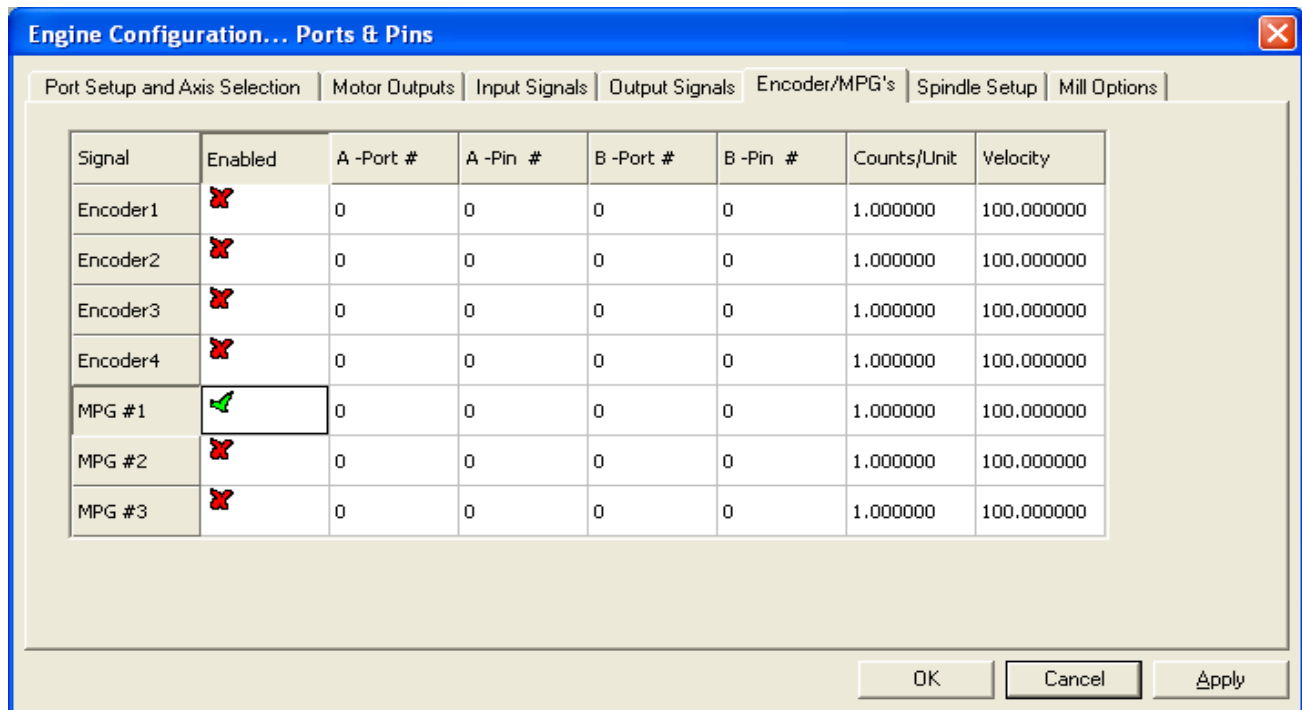 Engine Configuration... Ports & Pins
Port Setup and Axis Selection Motor Outputs Input Signals Output Signals Encoder/MPG's Spindle Setup Mill Options
Signal Enabled A -Port # A -Pin # B -Port # B -Pin # Counts/Unit Velocity
Encoder1 0 0 0 0 1.000000 100.000000
Encoder2 0 0 0 0 1.000000 100.000000
Encoder3 0 0 0 0 1.000000 100.000000
Encoder4 0 0 0 0 1.000000 100.000000
MPG #1 0 0 0 0 1.000000 100.000000
MPG #2 0 0 0 0 1.000000 100.000000
MPG #3 0 0 0 0 1.000000 100.000000
OK Cancel Apply